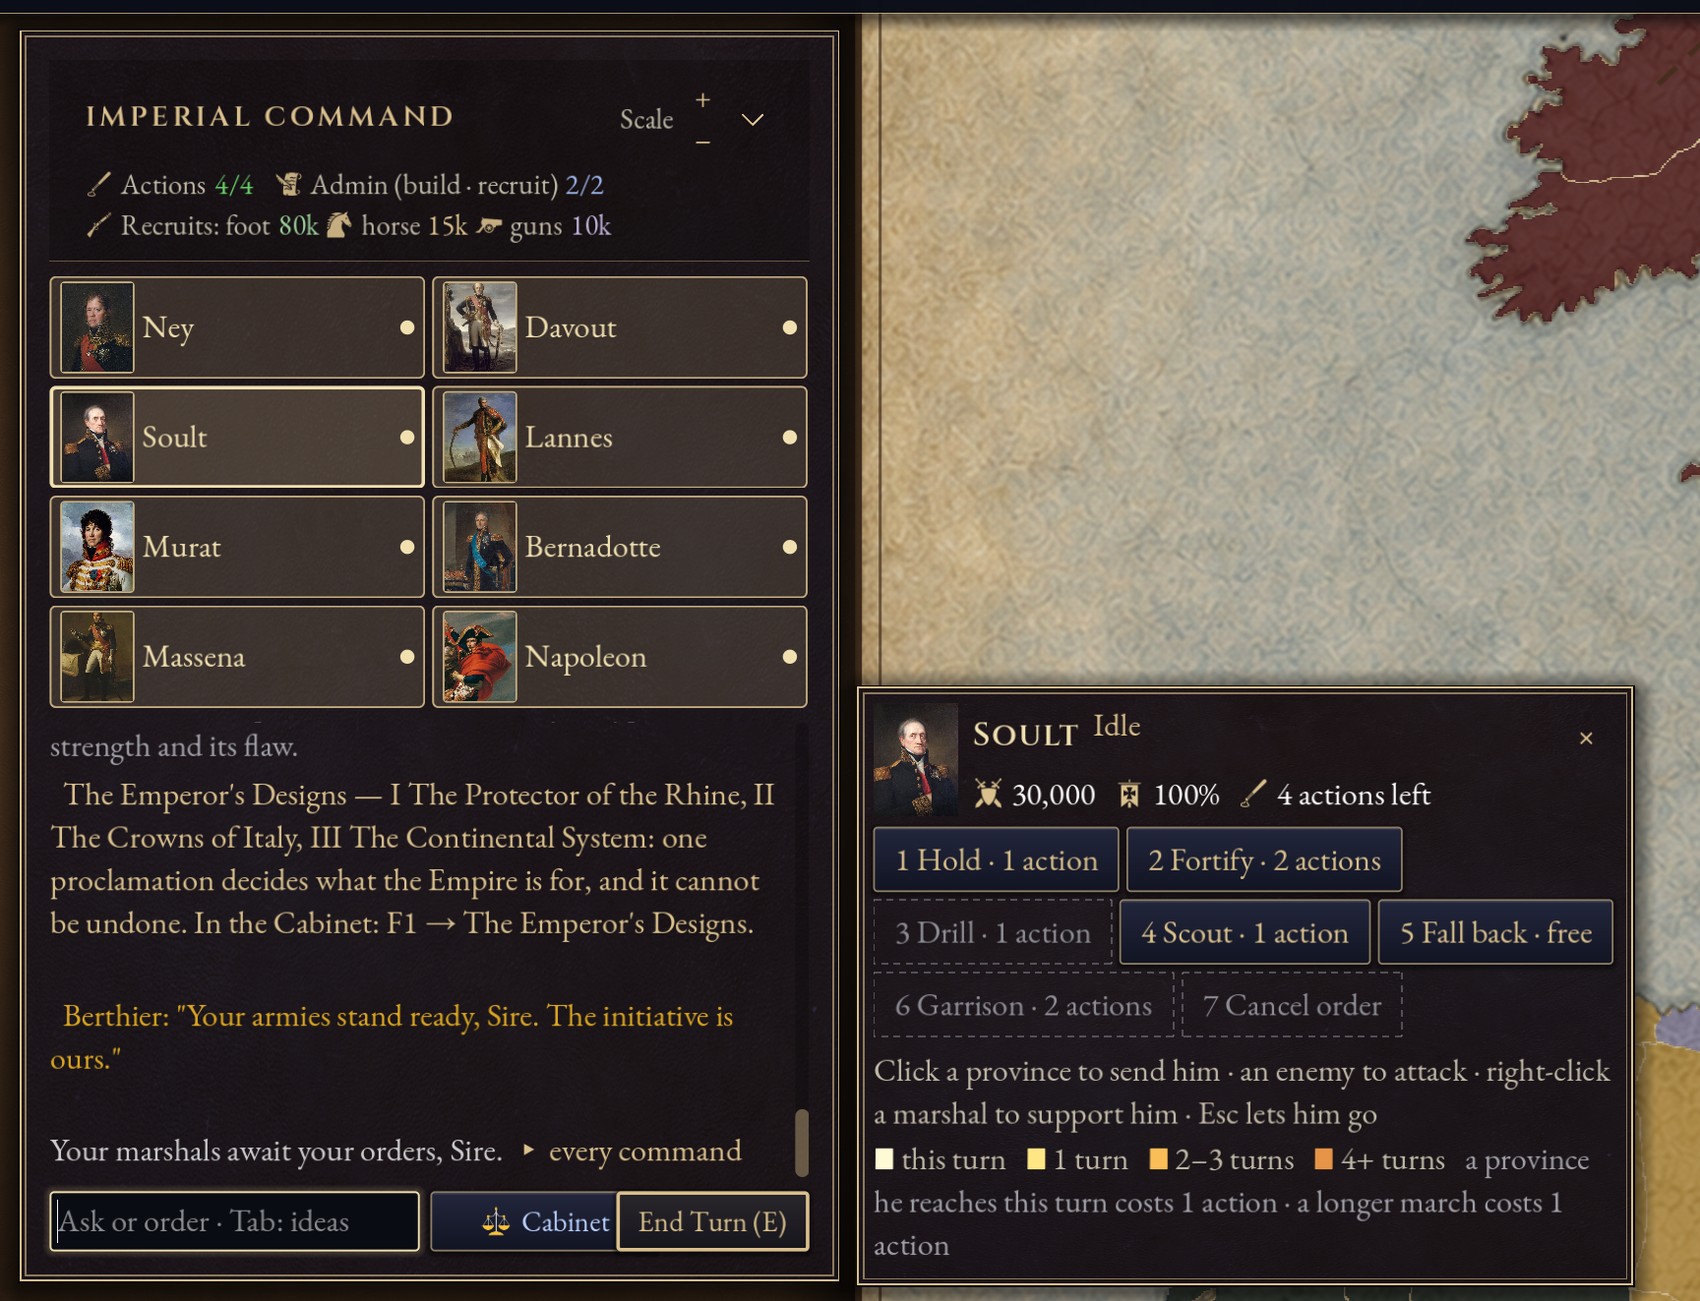 IMPERIAL COMMAND
Scale + −
Actions 4/4 Admin (build · recruit) 2/2
Recruits: foot 80k horse 15k guns 10k
Ney
Davout
Soult
Lannes
Murat
Bernadotte
Massena
Napoleon
strength and its flaw.
The Emperor's Designs — I The Protector of the Rhine, II
The Crowns of Italy, III The Continental System: one
proclamation decides what the Empire is for, and it cannot
be undone. In the Cabinet: F1 → The Emperor's Designs.
Berthier: "Your armies stand ready, Sire. The initiative is
ours."
Your marshals await your orders, Sire. ▸ every command
Ask or order · Tab: ideas
Cabinet
End Turn (E)
SOULT Idle ×
30,000 100% 4 actions left
1 Hold · 1 action
2 Fortify · 2 actions
3 Drill · 1 action
4 Scout · 1 action
5 Fall back · free
6 Garrison · 2 actions
7 Cancel order
Click a province to send him · an enemy to attack · right-click
a marshal to support him · Esc lets him go
this turn 1 turn 2–3 turns 4+ turns a province
he reaches this turn costs 1 action · a longer march costs 1
action